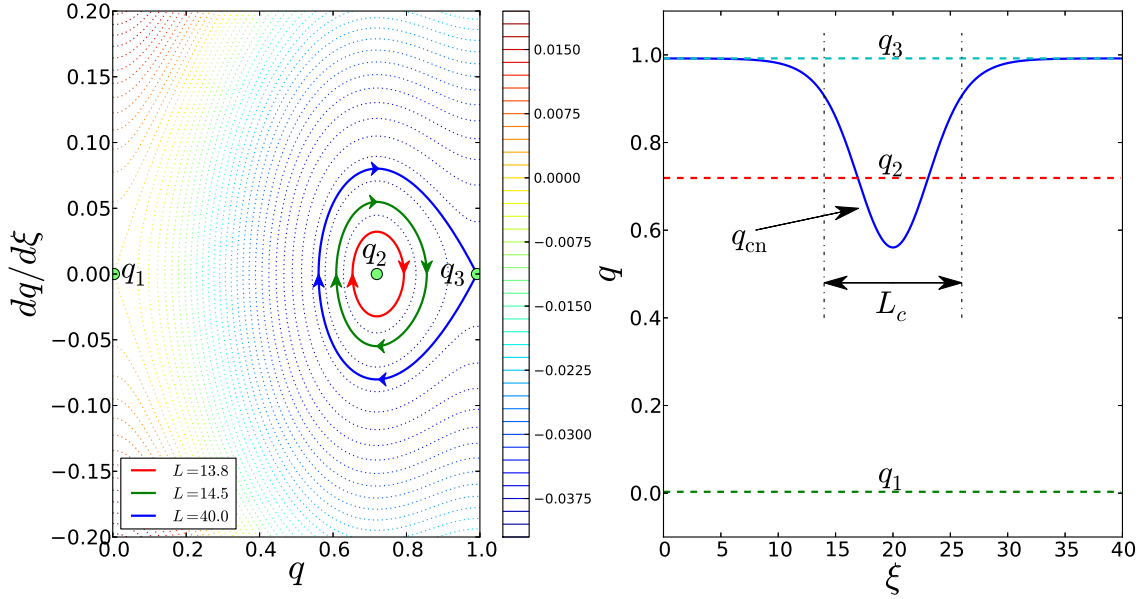 0.20
0.15
0.10
0.05
0.00
−0.05
−0.10
−0.15
−0.20
dq/dξ
0.0 0.2 0.4 0.6 0.8 1.0
q
q₁
q₂
q₃
L=13.8
L=14.5
L=40.0
0.0150
0.0075
0.0000
−0.0075
−0.0150
−0.0225
−0.0300
−0.0375
1.0
0.8
0.6
0.4
0.2
0.0
q
q₃
q₂
q_cn
L_c
q₁
0 5 10 15 20 25 30 35 40
ξ